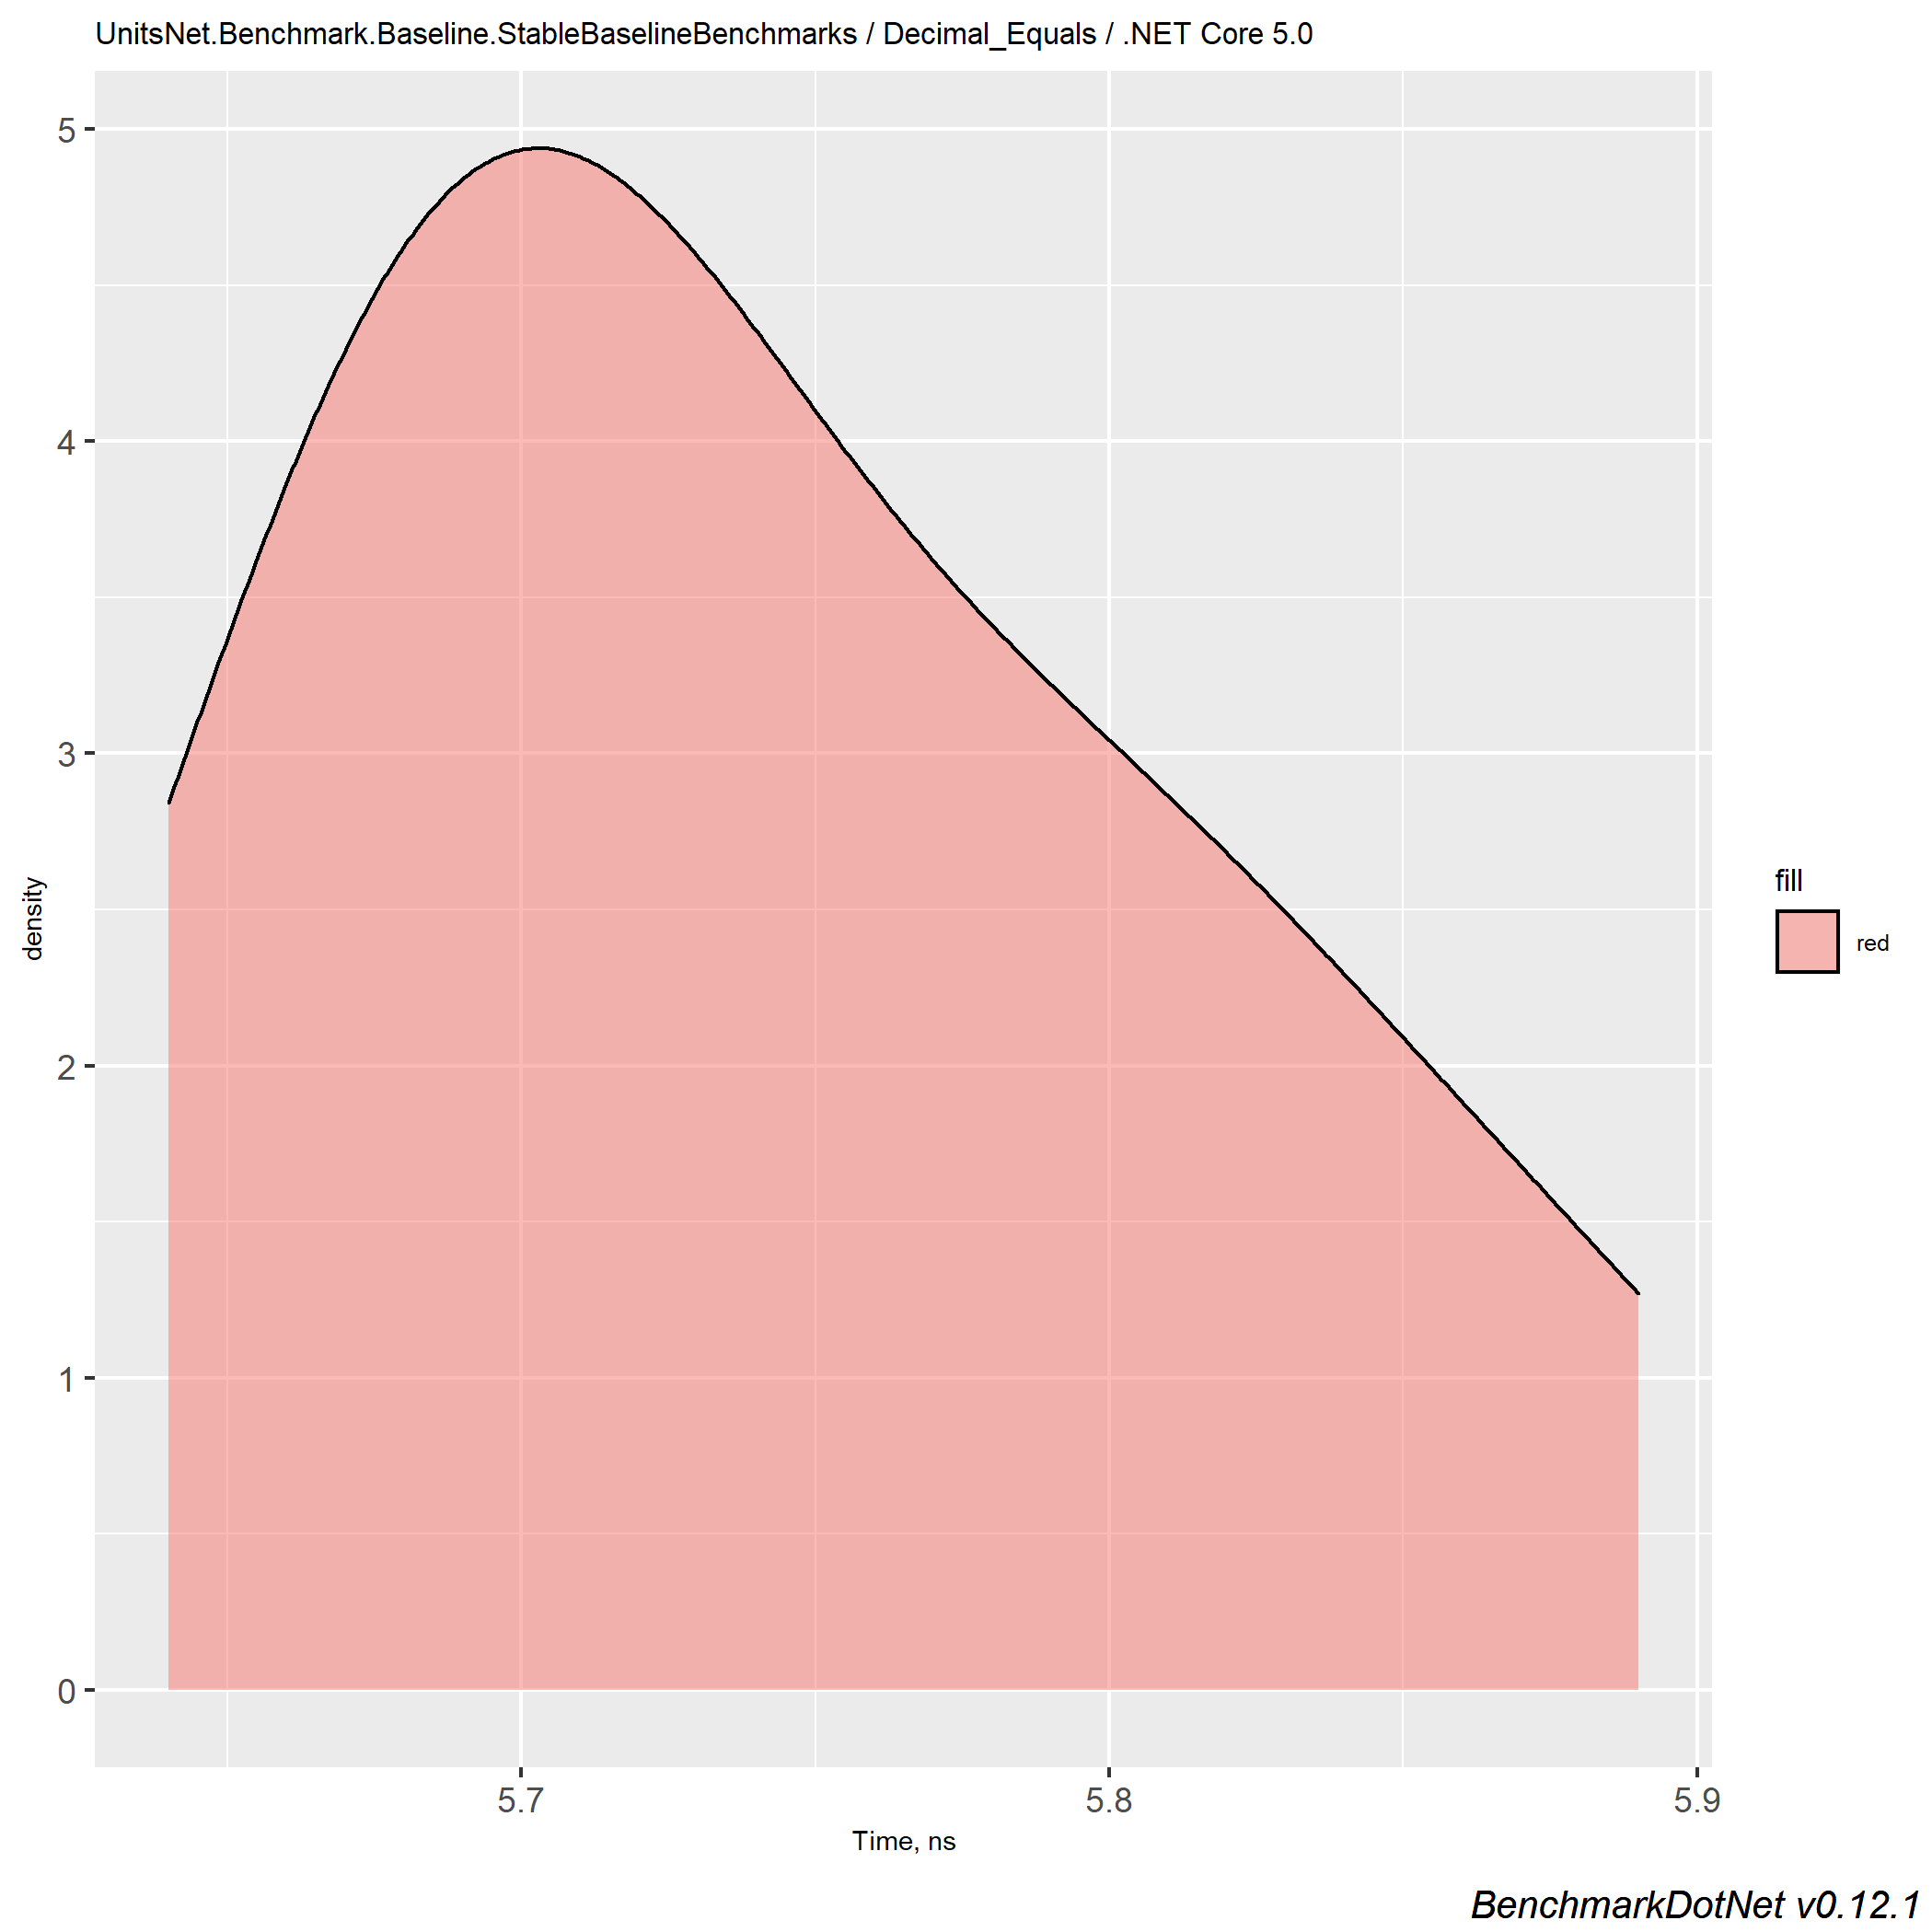 UnitsNet.Benchmark.Baseline.StableBaselineBenchmarks / Decimal_Equals / .NET Core 5.0
5
4
3
2
1
0
density
5.7
5.8
5.9
Time, ns
fill
red
BenchmarkDotNet v0.12.1